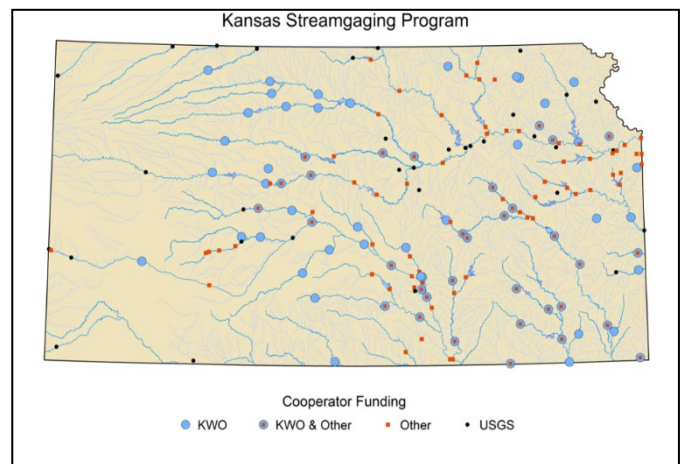 Kansas Streamgaging Program
Cooperator Funding
KWO KWO & Other Other USGS